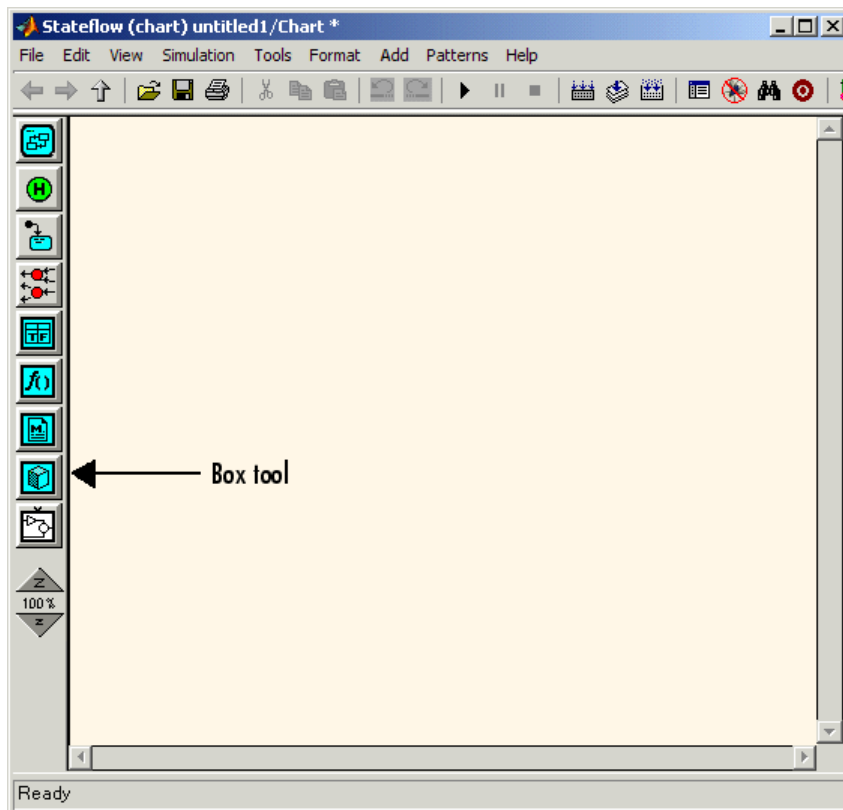 Stateflow (chart) untitled1/Chart *
File Edit View Simulation Tools Format Add Patterns Help
H
T F
f()
M
Box tool
Z
100%
Z
Ready